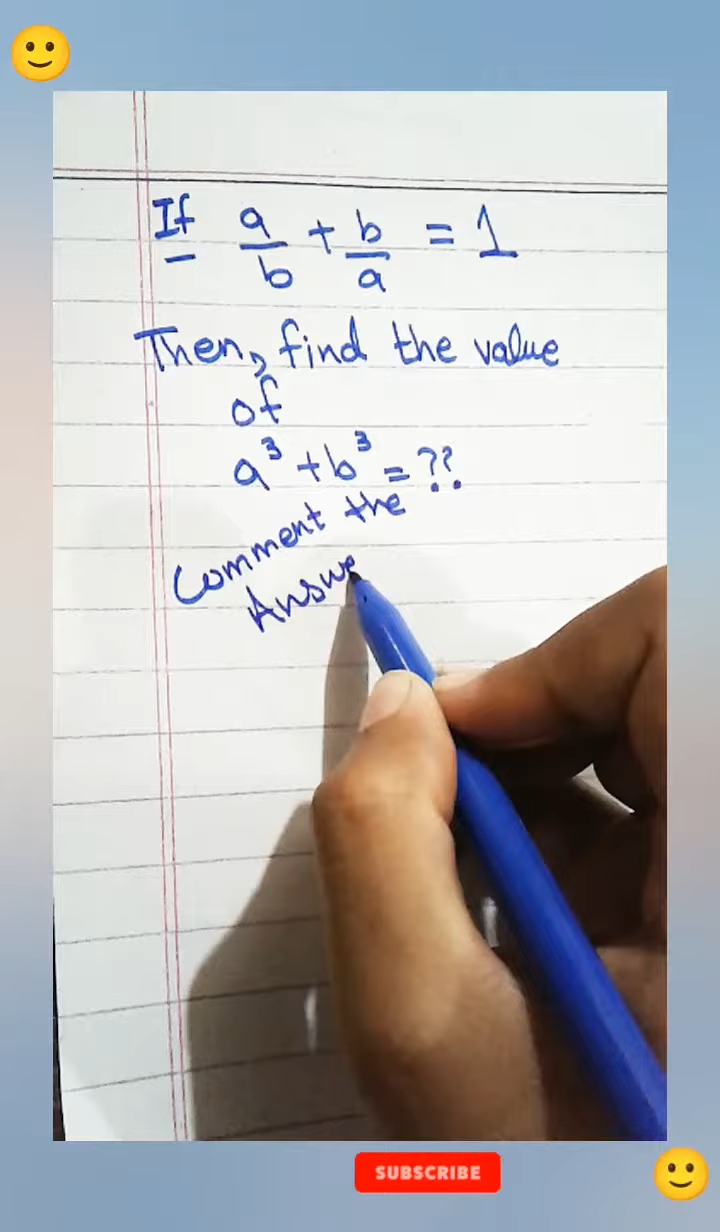 If a/b + b/a = 1
Then, find the value
of
a³ + b³ = ??
Comment the
Answe
SUBSCRIBE